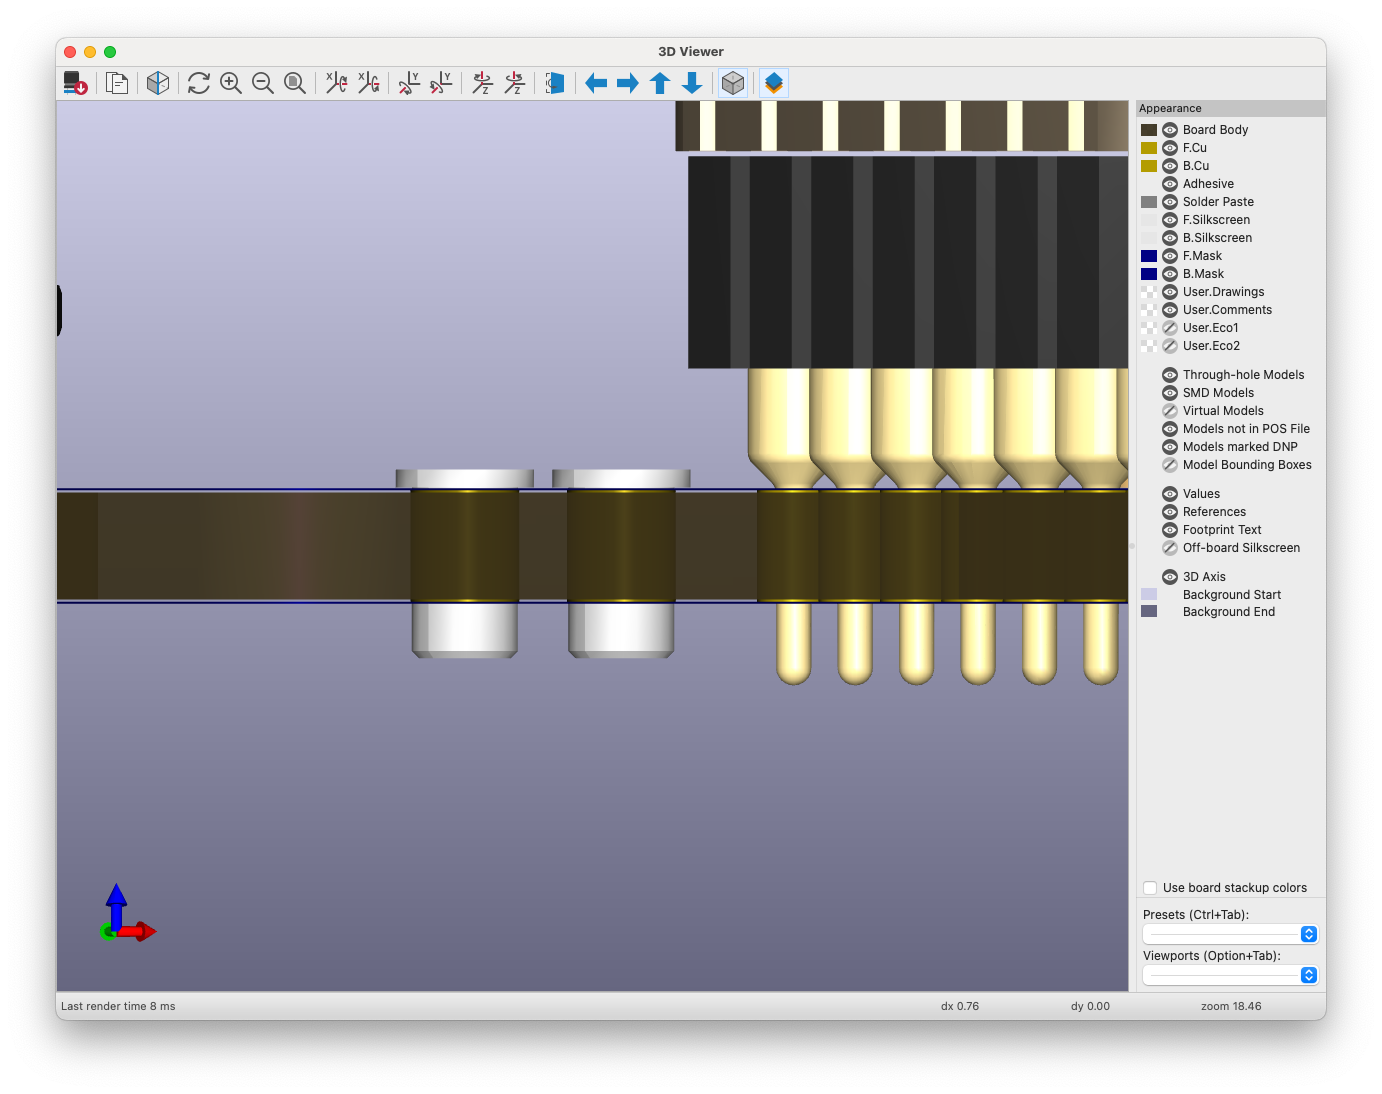 3D Viewer
X
X
Y
Y
Z
Z
Appearance
Board Body
F.Cu
B.Cu
Adhesive
Solder Paste
F.Silkscreen
B.Silkscreen
F.Mask
B.Mask
User.Drawings
User.Comments
User.Eco1
User.Eco2
Through-hole Models
SMD Models
Virtual Models
Models not in POS File
Models marked DNP
Model Bounding Boxes
Values
References
Footprint Text
Off-board Silkscreen
3D Axis
Background Start
Background End
Use board stackup colors
Presets (Ctrl+Tab):
Viewports (Option+Tab):
Last render time 8 ms
dx 0.76
dy 0.00
zoom 18.46